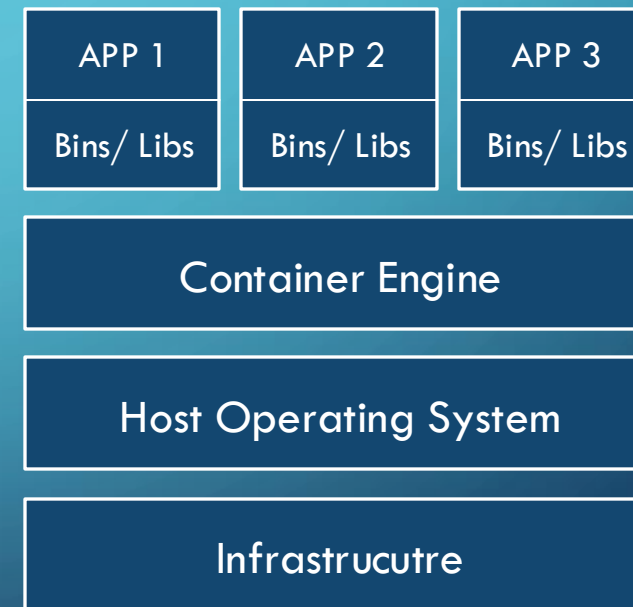 APP 1
APP 2
APP 3
Bins/ Libs
Bins/ Libs
Bins/ Libs
Container Engine
Host Operating System
Infrastrucutre